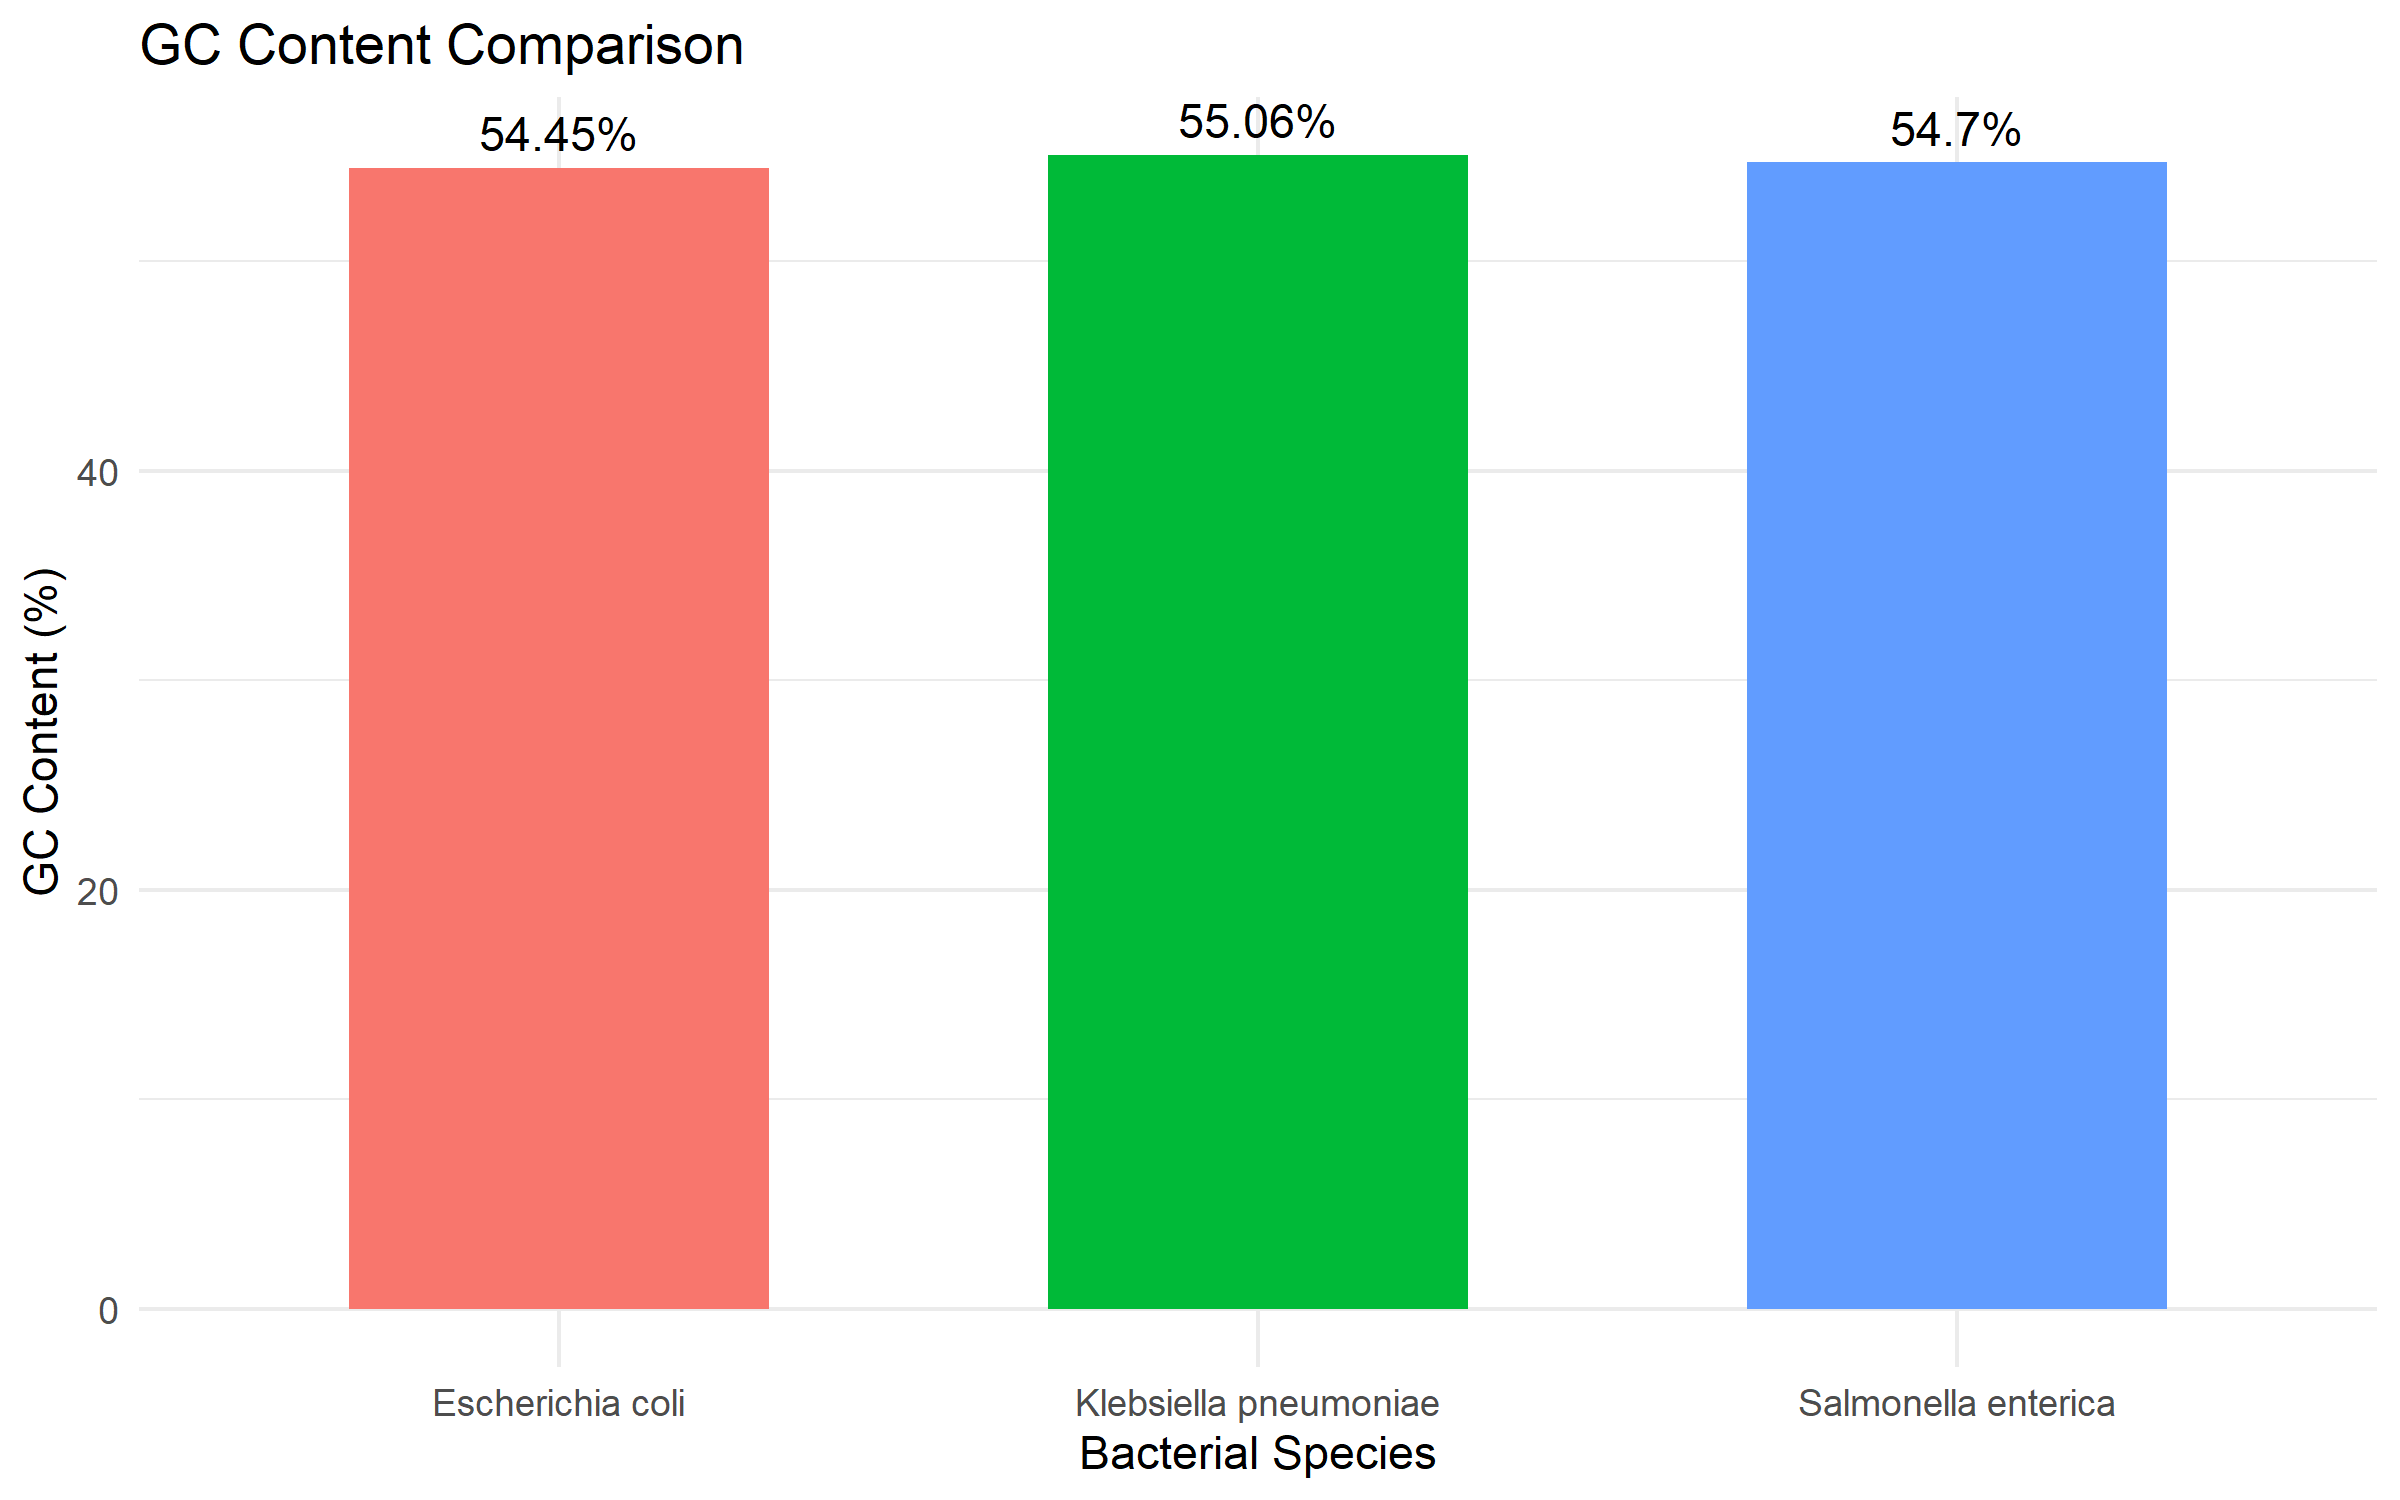 GC Content Comparison
54.45%
55.06%
54.7%
GC Content (%)
40
20
0
Escherichia coli
Klebsiella pneumoniae
Salmonella enterica
Bacterial Species